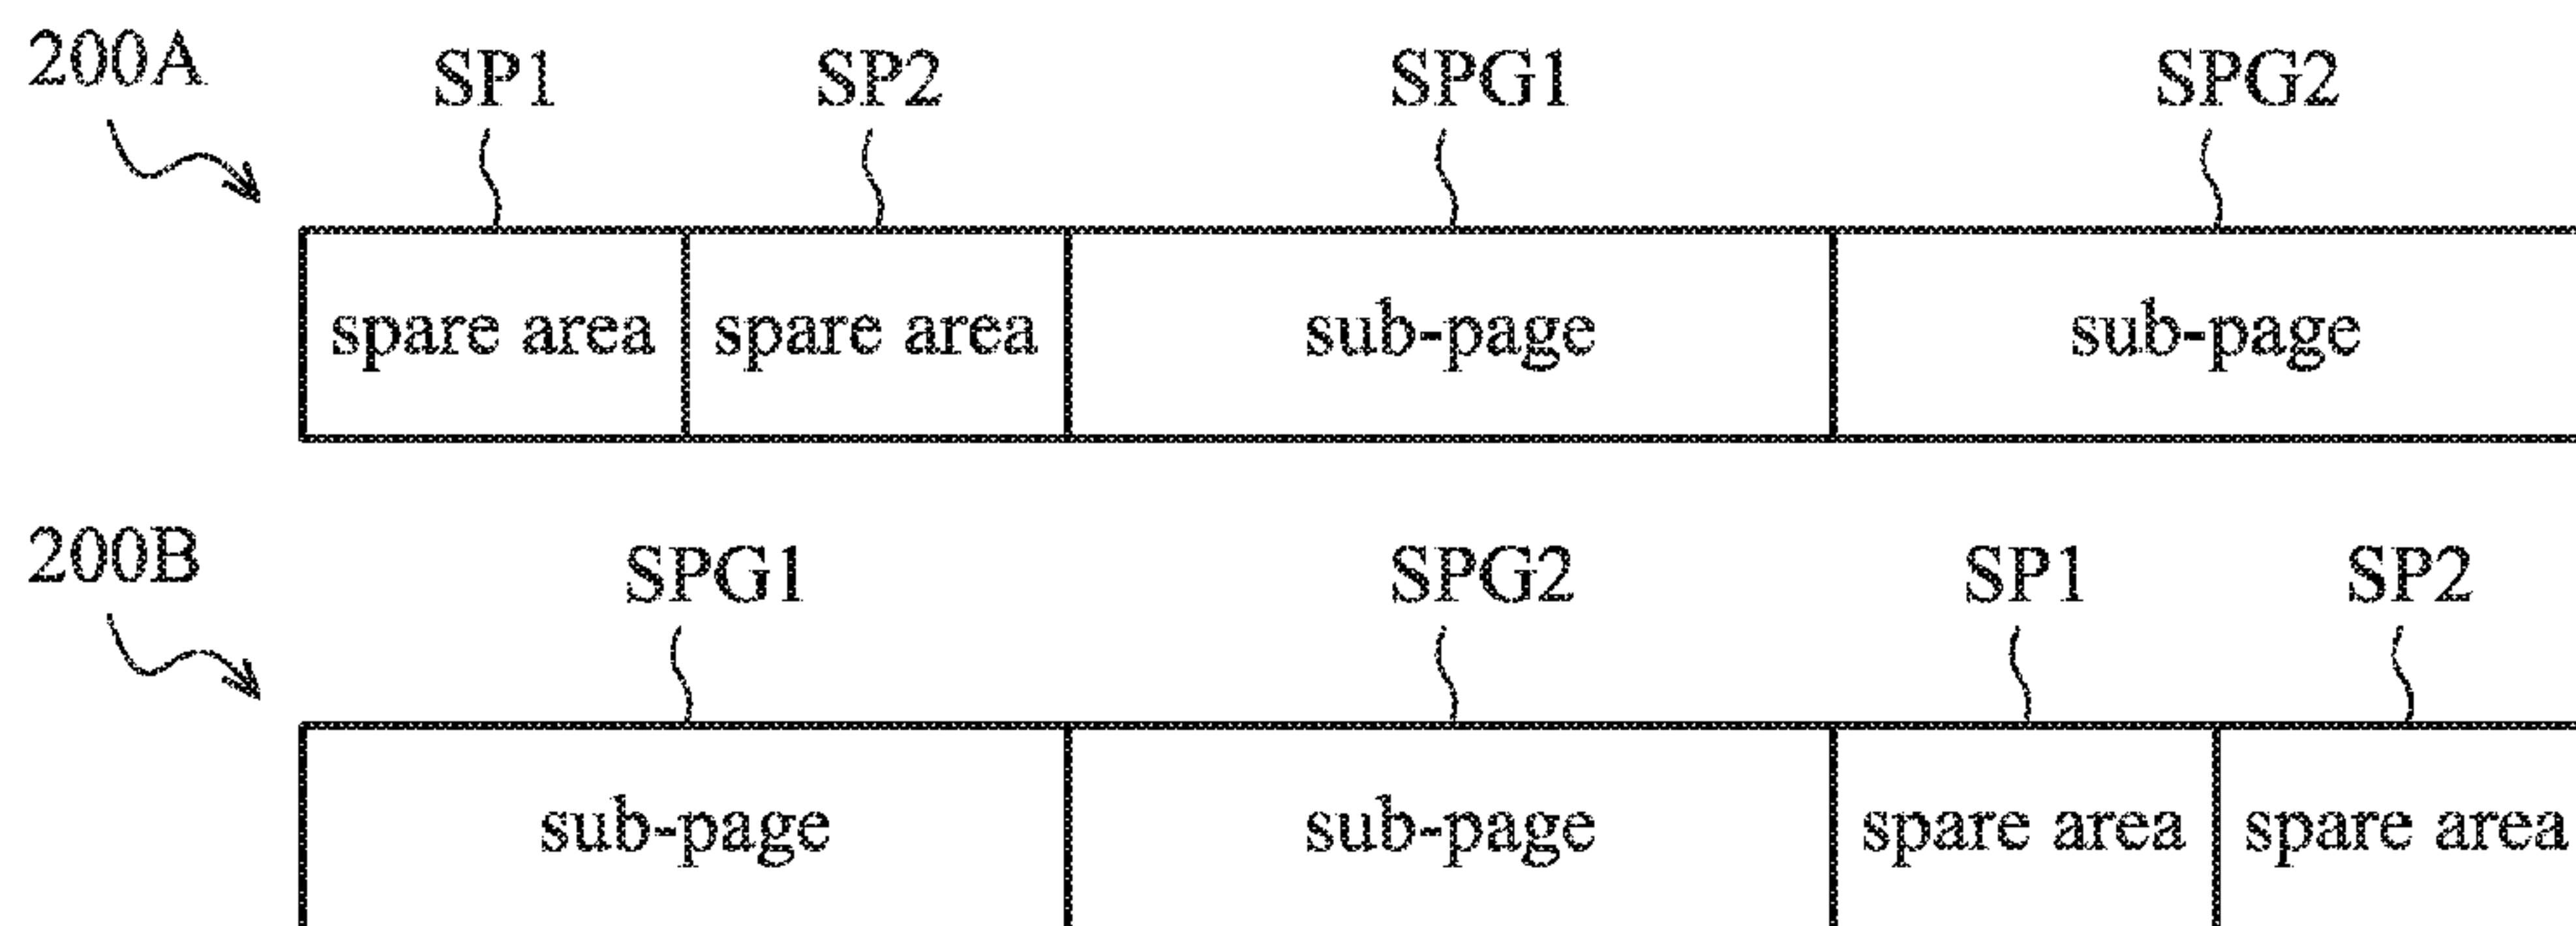 200A SP1 SP2 SPG1 SPG2
spare area spare area sub-page sub-page
200B SPG1 SPG2 SP1 SP2
sub-page sub-page spare area spare area